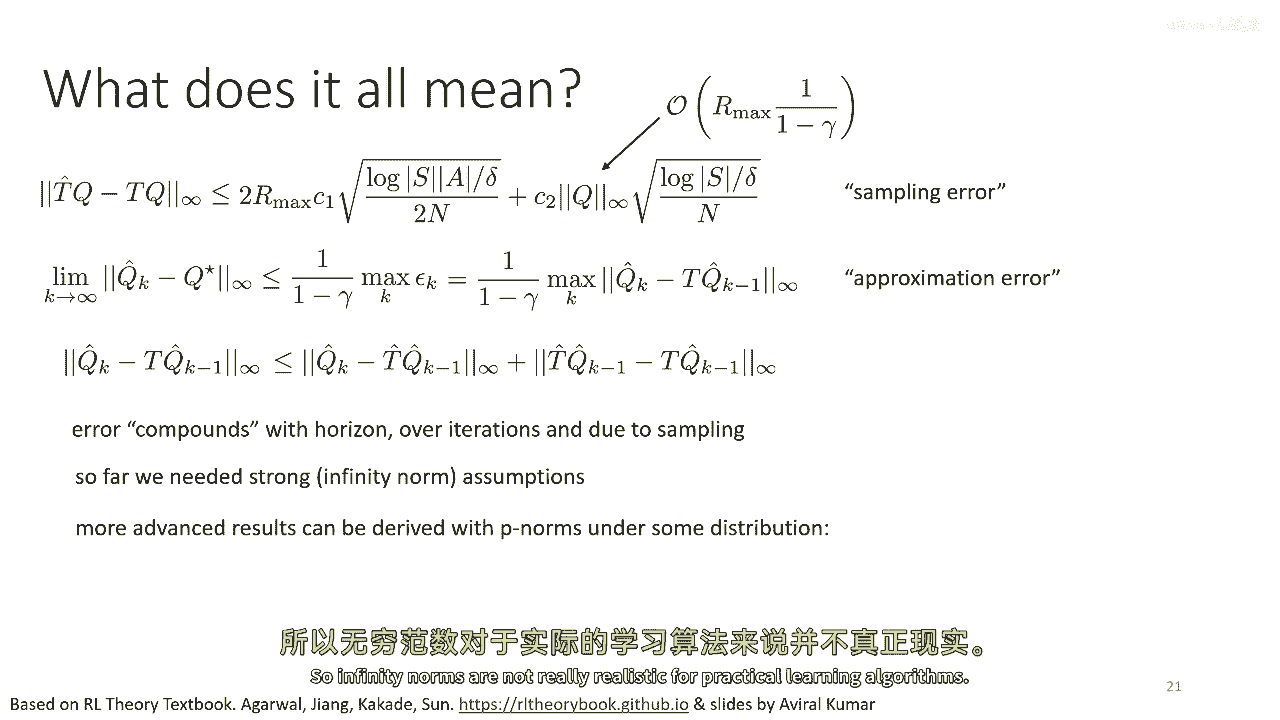 What does it all mean?
$\mathcal{O}\left(R_{\max}\frac{1}{1-\gamma}\right)$
$||\hat{T}Q - TQ||_\infty \leq 2R_{\max}c_1\sqrt{\frac{\log|S||A|/\delta}{2N}} + c_2||Q||_\infty\sqrt{\frac{\log|S|/\delta}{N}}$ “sampling error”
$\lim_{k\to\infty}||\hat{Q}_k - Q^\star||_\infty \leq \frac{1}{1-\gamma}\max_k \epsilon_k = \frac{1}{1-\gamma}\max_k||\hat{Q}_k - T\hat{Q}_{k-1}||_\infty$ “approximation error”
$||\hat{Q}_k - T\hat{Q}_{k-1}||_\infty \leq ||\hat{Q}_k - \hat{T}\hat{Q}_{k-1}||_\infty + ||\hat{T}\hat{Q}_{k-1} - T\hat{Q}_{k-1}||_\infty$
error “compounds” with horizon, over iterations and due to sampling
so far we needed strong (infinity norm) assumptions
more advanced results can be derived with p-norms under some distribution:
所以无穷范数对于实际的学习算法来说并不真正现实。
So infinity norms are not really realistic for practical learning algorithms.
21
Based on RL Theory Textbook. Agarwal, Jiang, Kakade, Sun. https://rltheorybook.github.io & slides by Aviral Kumar